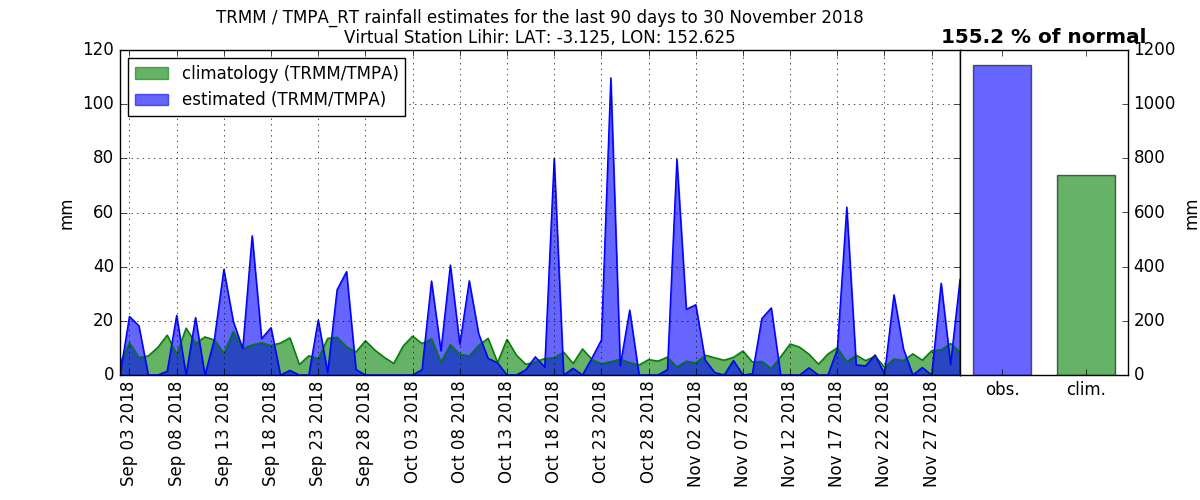 TRMM / TMPA_RT rainfall estimates for the last 90 days to 30 November 2018
Virtual Station Lihir: LAT: -3.125, LON: 152.625
155.2 % of normal
climatology (TRMM/TMPA)
estimated (TRMM/TMPA)
120
100
80
60
40
20
0
mm
Sep 03 2018
Sep 08 2018
Sep 13 2018
Sep 18 2018
Sep 23 2018
Sep 28 2018
Oct 03 2018
Oct 08 2018
Oct 13 2018
Oct 18 2018
Oct 23 2018
Oct 28 2018
Nov 02 2018
Nov 07 2018
Nov 12 2018
Nov 17 2018
Nov 22 2018
Nov 27 2018
obs.
clim.
1200
1000
800
600
400
200
0
mm